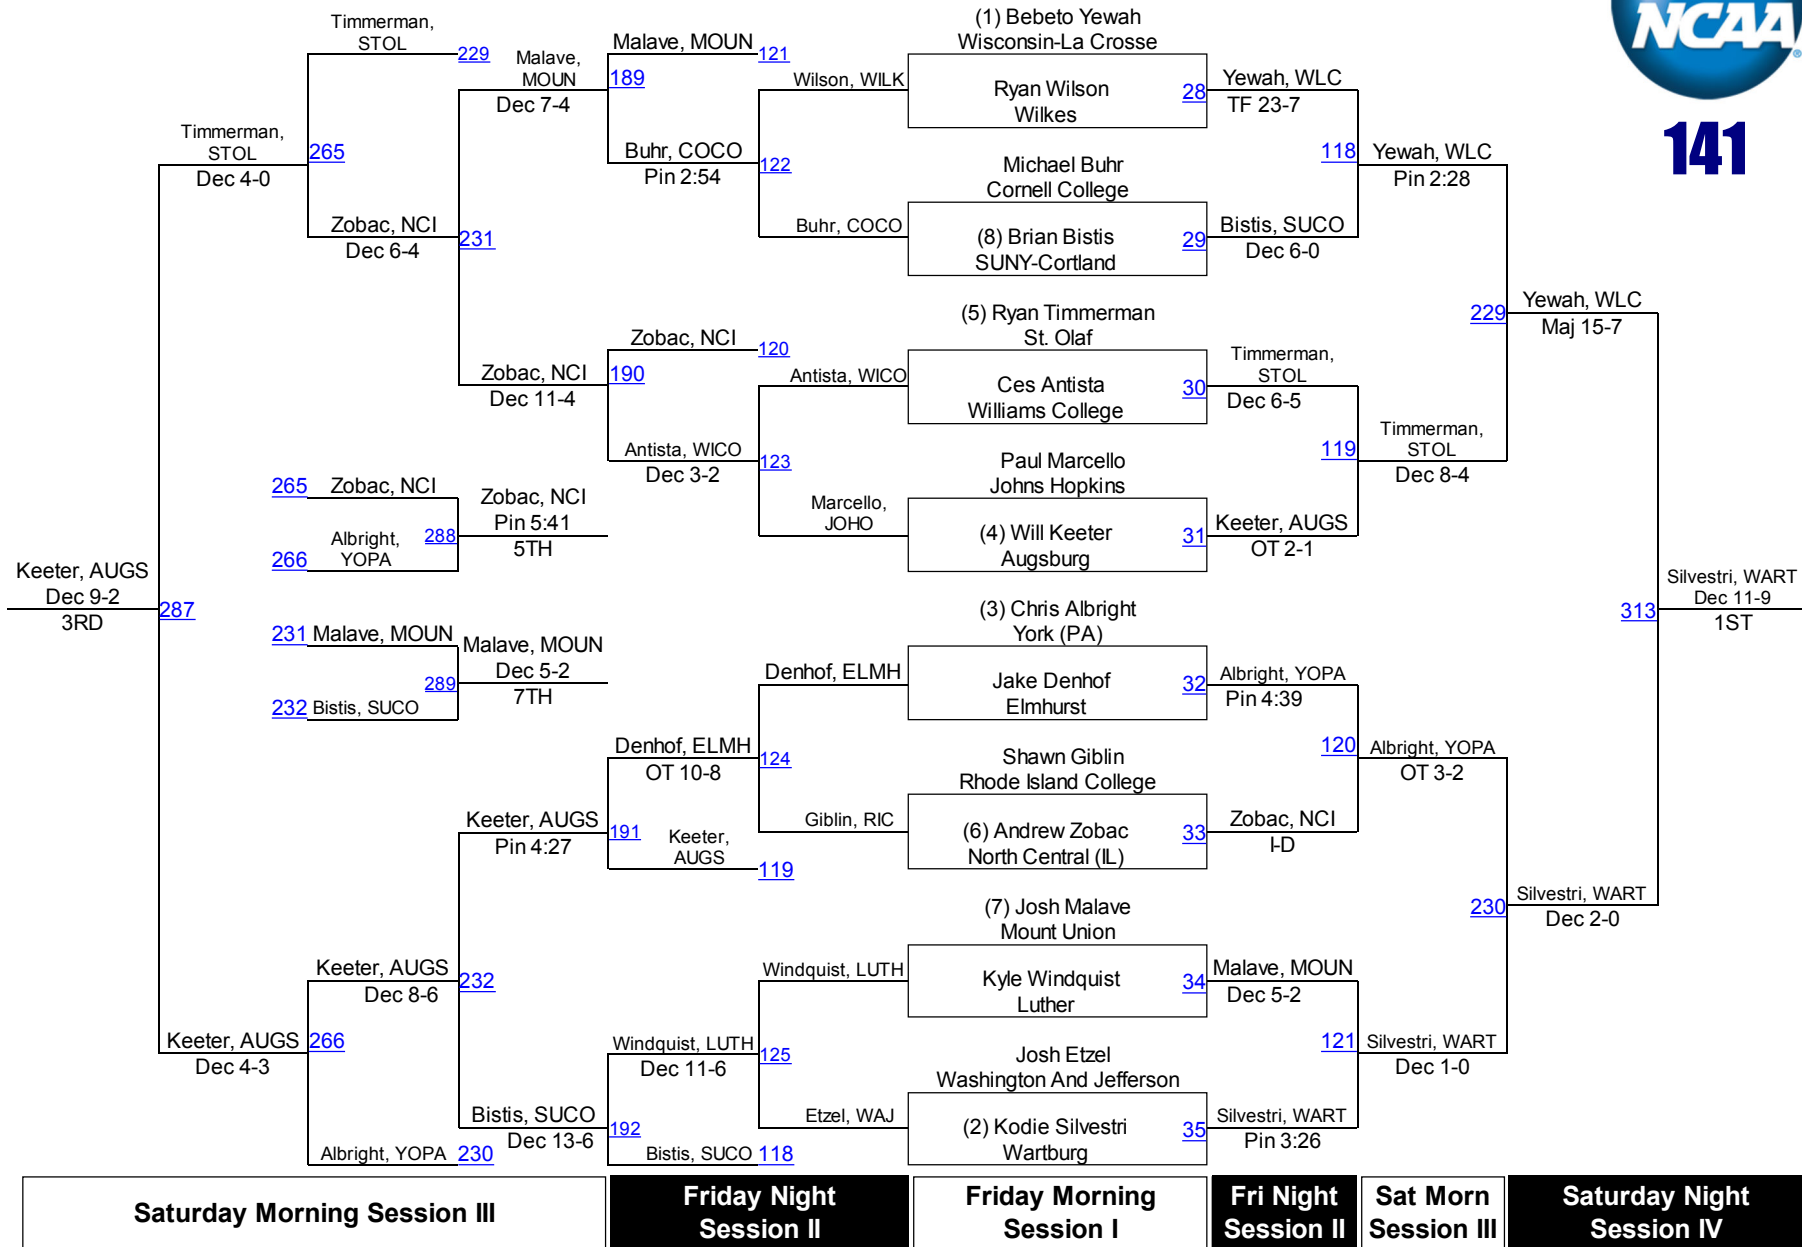 NCAA
141
Timmerman,
STOL
229
Timmerman,
STOL
Dec 4-0
265
Zobac, NCI
Dec 6-4
231
Malave,
MOUN
Dec 7-4
189
Malave, MOUN
121
Buhr, COCO
Pin 2:54
122
Wilson, WILK
Buhr, COCO
Zobac, NCI
Dec 11-4
190
Zobac, NCI
120
Antista, WICO
Dec 3-2
123
Antista, WICO
Marcello,
JOHO
265
Zobac, NCI
266
Albright,
YOPA
288
Zobac, NCI
Pin 5:41
5TH
Keeter, AUGS
Dec 9-2
3RD
287
231
Malave, MOUN
232
Bistis, SUCO
289
Malave, MOUN
Dec 5-2
7TH
Denhof, ELMH
Denhof, ELMH
OT 10-8
124
Giblin, RIC
Keeter, AUGS
Pin 4:27
191
Keeter,
AUGS
119
Keeter, AUGS
Dec 8-6
232
Keeter, AUGS
Dec 4-3
266
Albright, YOPA
230
Windquist, LUTH
Windquist, LUTH
Dec 11-6
125
Etzel, WAJ
Bistis, SUCO
Dec 13-6
192
Bistis, SUCO
118
(1) Bebeto Yewah
Wisconsin-La Crosse
Ryan Wilson
Wilkes
28
Michael Buhr
Cornell College
(8) Brian Bistis
SUNY-Cortland
29
(5) Ryan Timmerman
St. Olaf
Ces Antista
Williams College
30
Paul Marcello
Johns Hopkins
(4) Will Keeter
Augsburg
31
(3) Chris Albright
York (PA)
Jake Denhof
Elmhurst
32
Shawn Giblin
Rhode Island College
(6) Andrew Zobac
North Central (IL)
33
(7) Josh Malave
Mount Union
Kyle Windquist
Luther
34
Josh Etzel
Washington And Jefferson
(2) Kodie Silvestri
Wartburg
35
Yewah, WLC
TF 23-7
118
Bistis, SUCO
Dec 6-0
Timmerman,
STOL
Dec 6-5
119
Keeter, AUGS
OT 2-1
Albright, YOPA
Pin 4:39
120
Zobac, NCI
I-D
Malave, MOUN
Dec 5-2
121
Silvestri, WART
Pin 3:26
Yewah, WLC
Pin 2:28
229
Timmerman,
STOL
Dec 8-4
Albright, YOPA
OT 3-2
230
Silvestri, WART
Dec 1-0
Yewah, WLC
Maj 15-7
313
Silvestri, WART
Dec 2-0
Silvestri, WART
Dec 11-9
1ST
Saturday Morning Session III
Friday Night
Session II
Friday Morning
Session I
Fri Night
Session II
Sat Morn
Session III
Saturday Night
Session IV